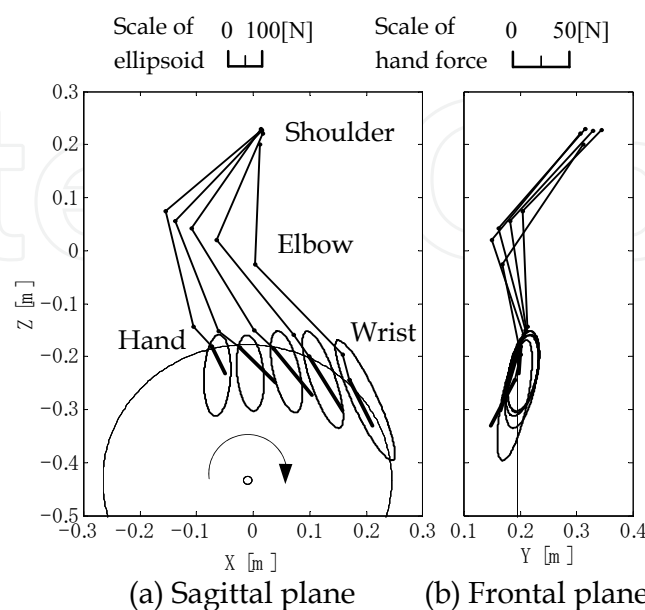 Scale of ellipsoid
0 100[N]
Scale of hand force
0 50[N]
0.3
0.2
0.1
0
-0.1
-0.2
-0.3
-0.4
-0.5
Z [m]
Shoulder
Elbow
Wrist
Hand
-0.3 -0.2 -0.1 0 0.1 0.2 0.3
X [m]
0.1 0.2 0.3 0.4
Y [m]
(a) Sagittal plane
(b) Frontal plane